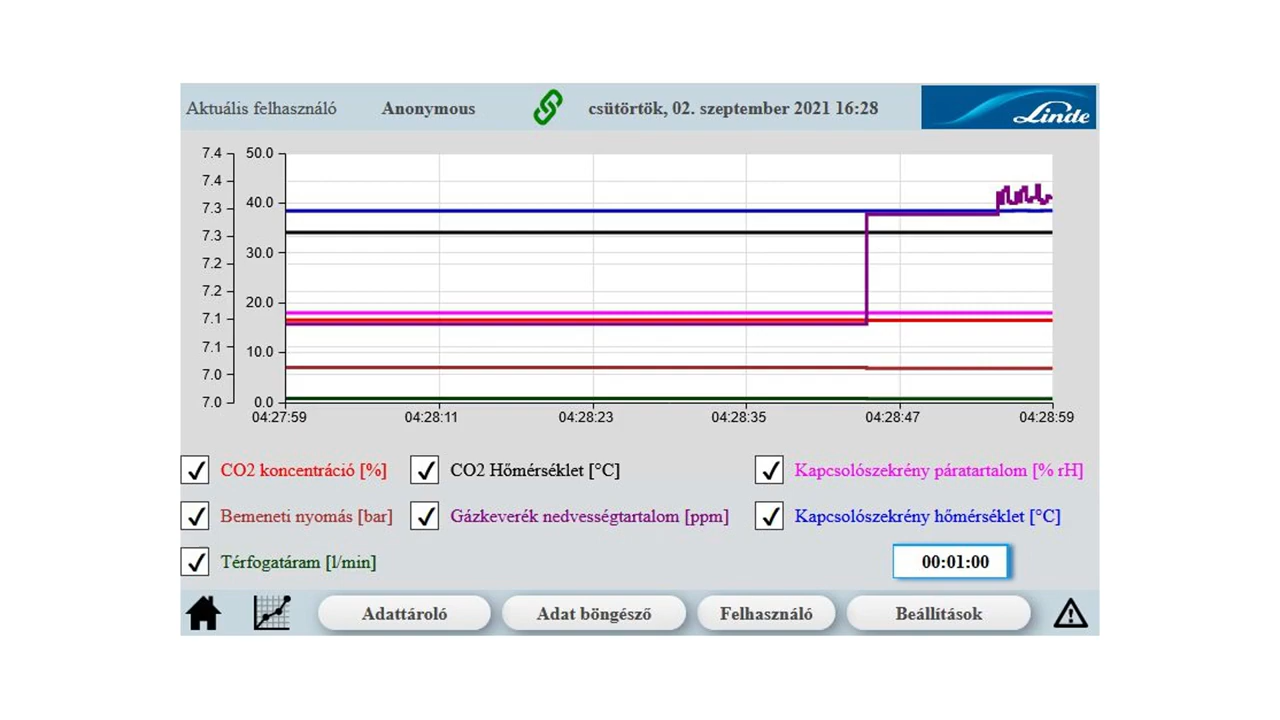 Aktuális felhasználó Anonymous csütörtök, 02. szeptember 2021 16:28 Linde
7.4 50.0
7.4
7.3 40.0
7.3 30.0
7.2
7.2 20.0
7.1
7.1 10.0
7.0
7.0 0.0
04:27:59 04:28:11 04:28:23 04:28:35 04:28:47 04:28:59
CO2 koncentráció [%] CO2 Hőmérséklet [°C] Kapcsolószekrény páratartalom [% rH]
Bemeneti nyomás [bar] Gázkeverék nedvességtartalom [ppm] Kapcsolószekrény hőmérséklet [°C]
Térfogatáram [l/min] 00:01:00
Adattároló Adat böngésző Felhasználó Beállítások